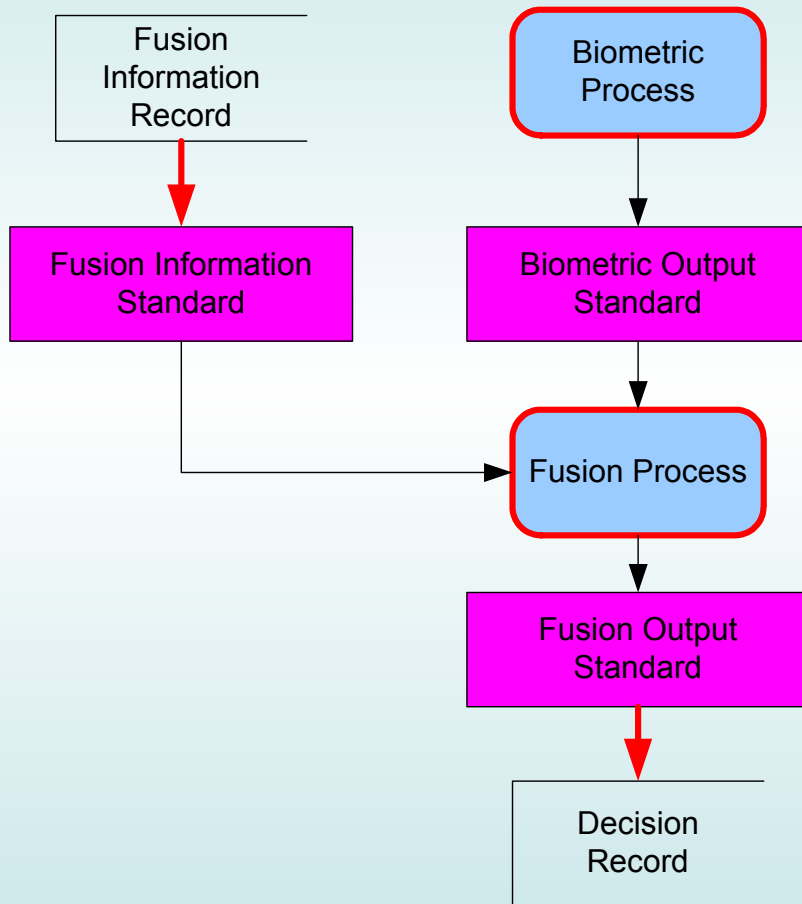 Fusion
Information
Record
Biometric
Process
Fusion Information
Standard
Biometric Output
Standard
Fusion Process
Fusion Output
Standard
Decision
Record